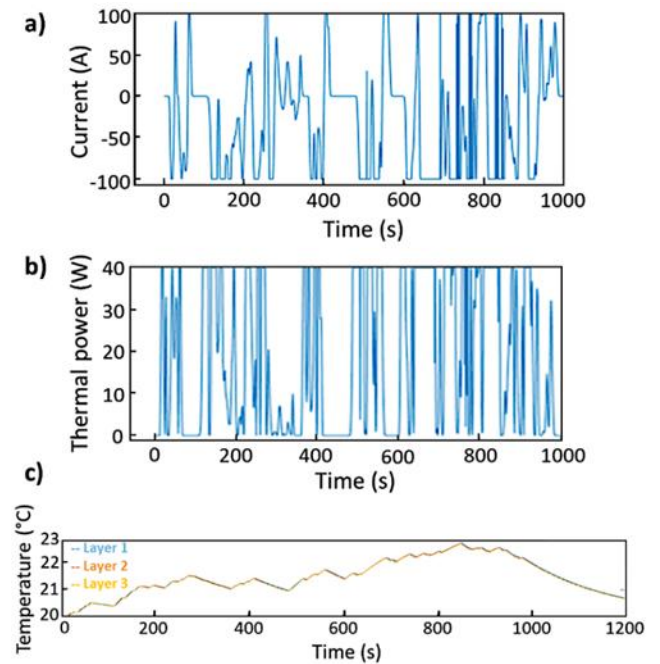 a)
Current (A)
100
50
0
-50
-100
0 200 400 600 800 1000
Time (s)
b)
Thermal power (W)
40
30
20
10
0
0 200 400 600 800 1000
Time (s)
c)
Temperature (°C)
23
22
21
20
-- Layer 1
-- Layer 2
-- Layer 3
0 200 400 600 800 1000 1200
Time (s)